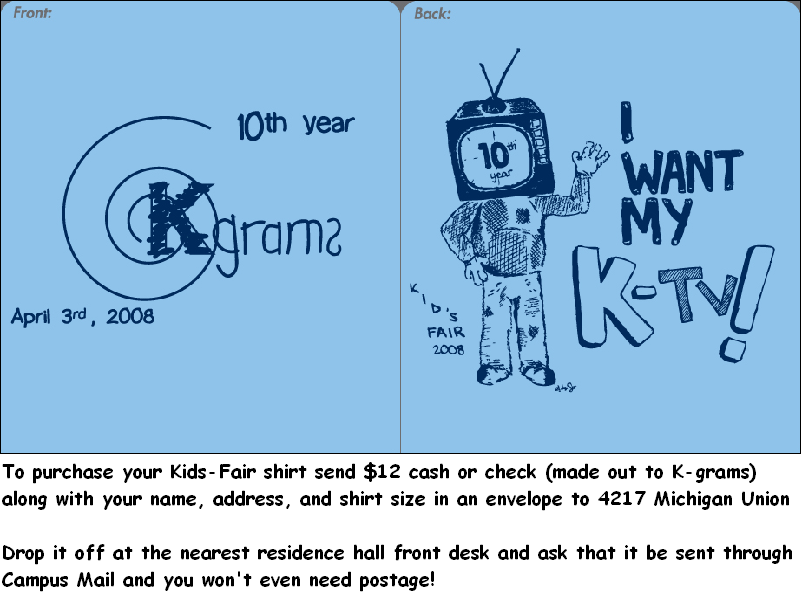 Front:
10th year
Kgrams
April 3rd, 2008
Back:
10th
year
I
WANT
MY
K-TV!
KID'S
FAIR
2008
To purchase your Kids-Fair shirt send $12 cash or check (made out to K-grams)
along with your name, address, and shirt size in an envelope to 4217 Michigan Union
Drop it off at the nearest residence hall front desk and ask that it be sent through
Campus Mail and you won't even need postage!